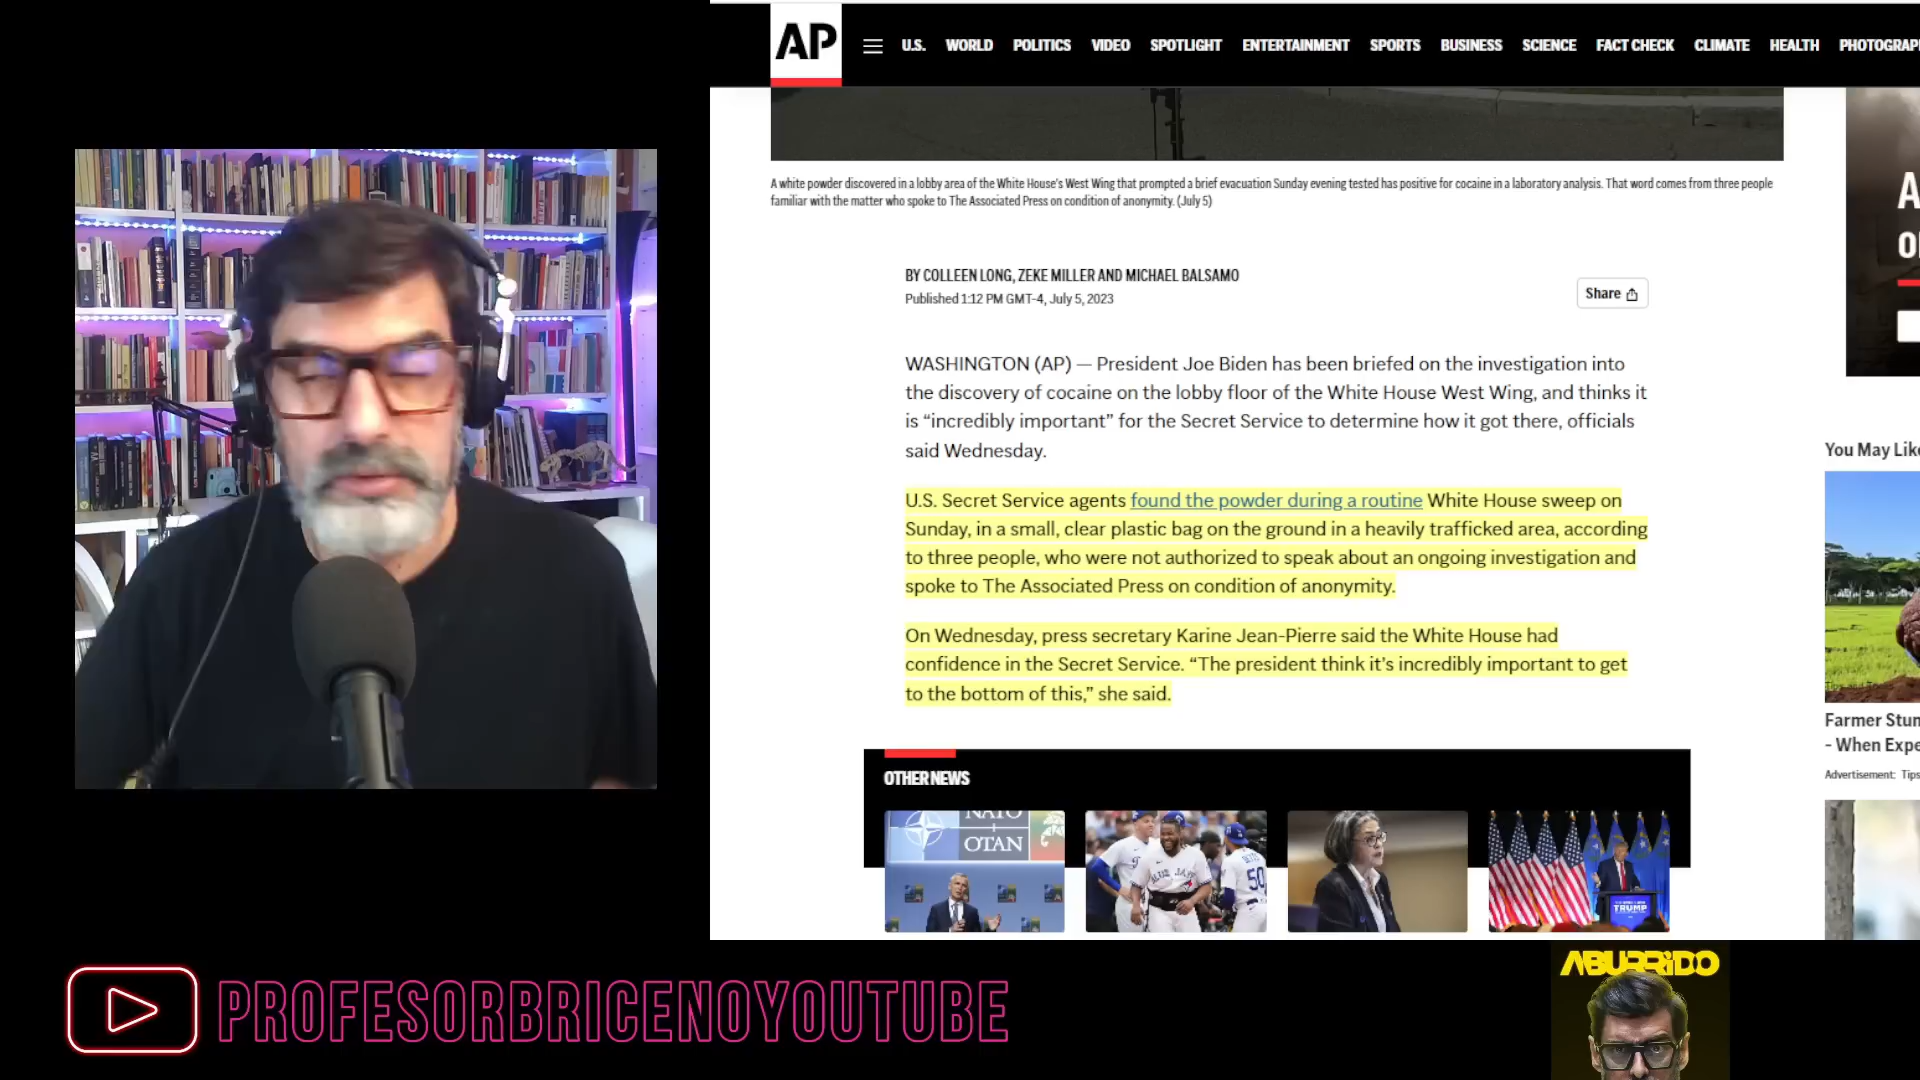 AP
U.S. WORLD POLITICS VIDEO SPOTLIGHT ENTERTAINMENT SPORTS BUSINESS SCIENCE FACT CHECK CLIMATE HEALTH
A white powder discovered in a lobby area of the White House's West Wing that prompted a brief evacuation Sunday evening tested has positive for cocaine in a laboratory analysis. That word comes from three people
familiar with the matter who spoke to The Associated Press on condition of anonymity. (July 5)
BY COLLEEN LONG, ZEKE MILLER AND MICHAEL BALSAMO
Published 1:12 PM GMT-4, July 5, 2023
Share
WASHINGTON (AP) — President Joe Biden has been briefed on the investigation into
the discovery of cocaine on the lobby floor of the White House West Wing, and thinks it
is “incredibly important” for the Secret Service to determine how it got there, officials
said Wednesday.
U.S. Secret Service agents found the powder during a routine White House sweep on
Sunday, in a small, clear plastic bag on the ground in a heavily trafficked area, according
to three people, who were not authorized to speak about an ongoing investigation and
spoke to The Associated Press on condition of anonymity.
On Wednesday, press secretary Karine Jean-Pierre said the White House had
confidence in the Secret Service. “The president think it’s incredibly important to get
to the bottom of this,” she said.
OTHER NEWS
NATO
OTAN
TRUMP
50
You May Like
Farmer
- When
Advertisement: Tips
ABURRIDO
PROFESORBRICENOYOUTUBE